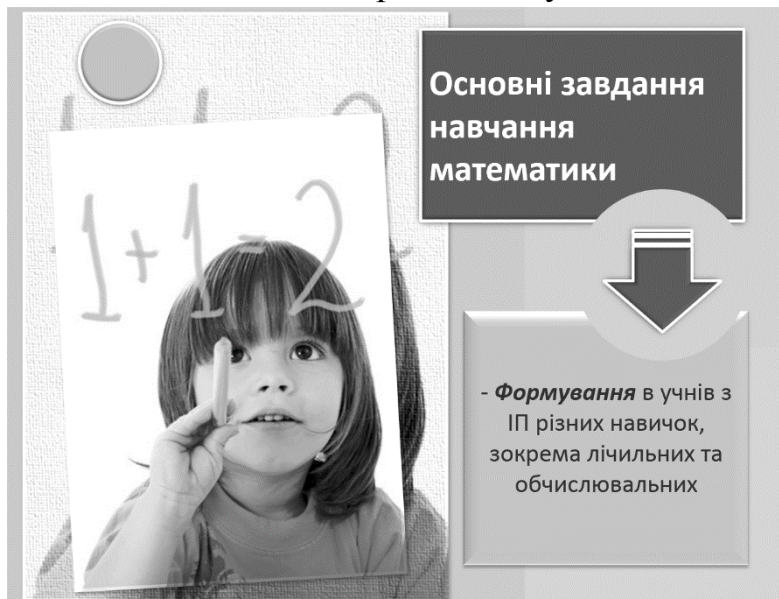 Основні завдання
навчання
математики
1+1=2
- Формування в учнів з
ІП різних навичок,
зокрема лічильних та
обчислювальних